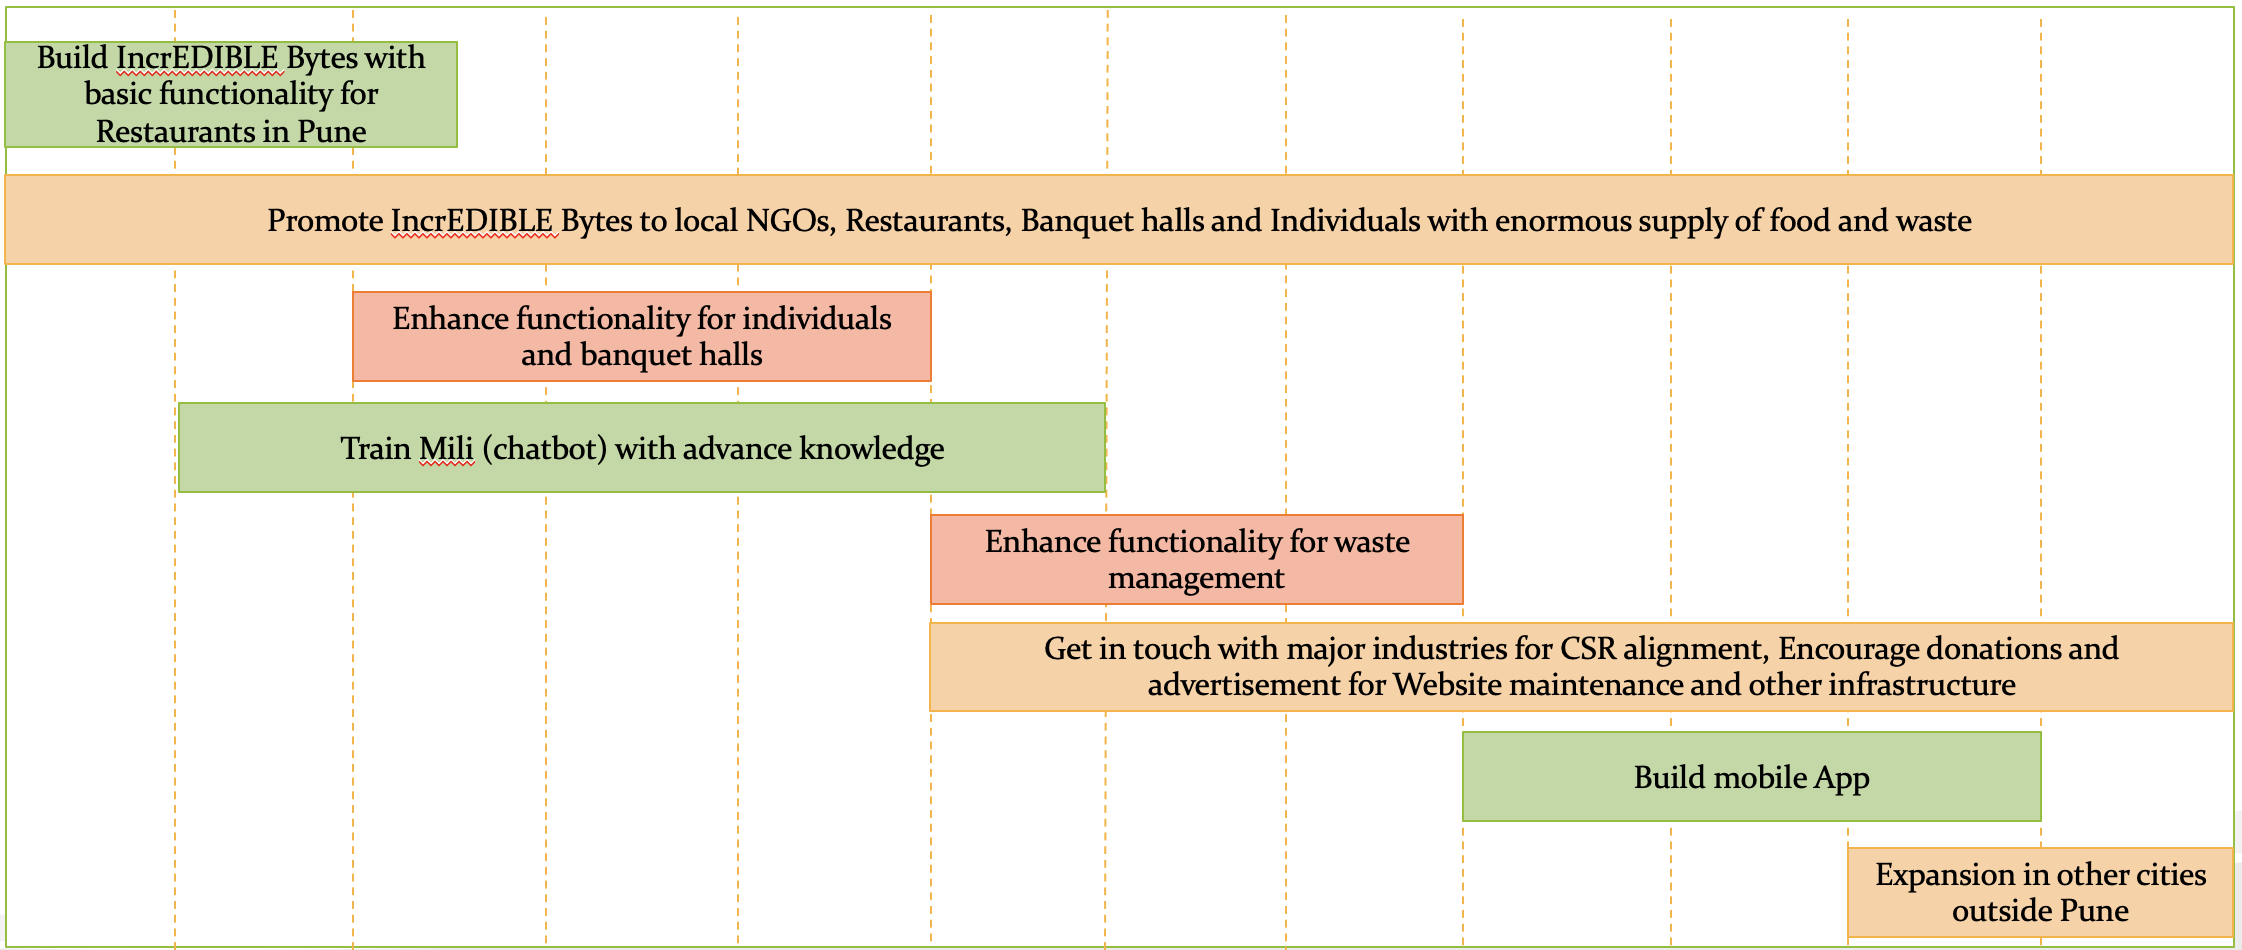 Build IncrEDIBLE Bytes with
basic functionality for
Restaurants in Pune
Promote IncrEDIBLE Bytes to local NGOs, Restaurants, Banquet halls and Individuals with enormous supply of food and waste
Enhance functionality for individuals
and banquet halls
Train Mili (chatbot) with advance knowledge
Enhance functionality for waste
management
Get in touch with major industries for CSR alignment, Encourage donations and
advertisement for Website maintenance and other infrastructure
Build mobile App
Expansion in other cities
outside Pune